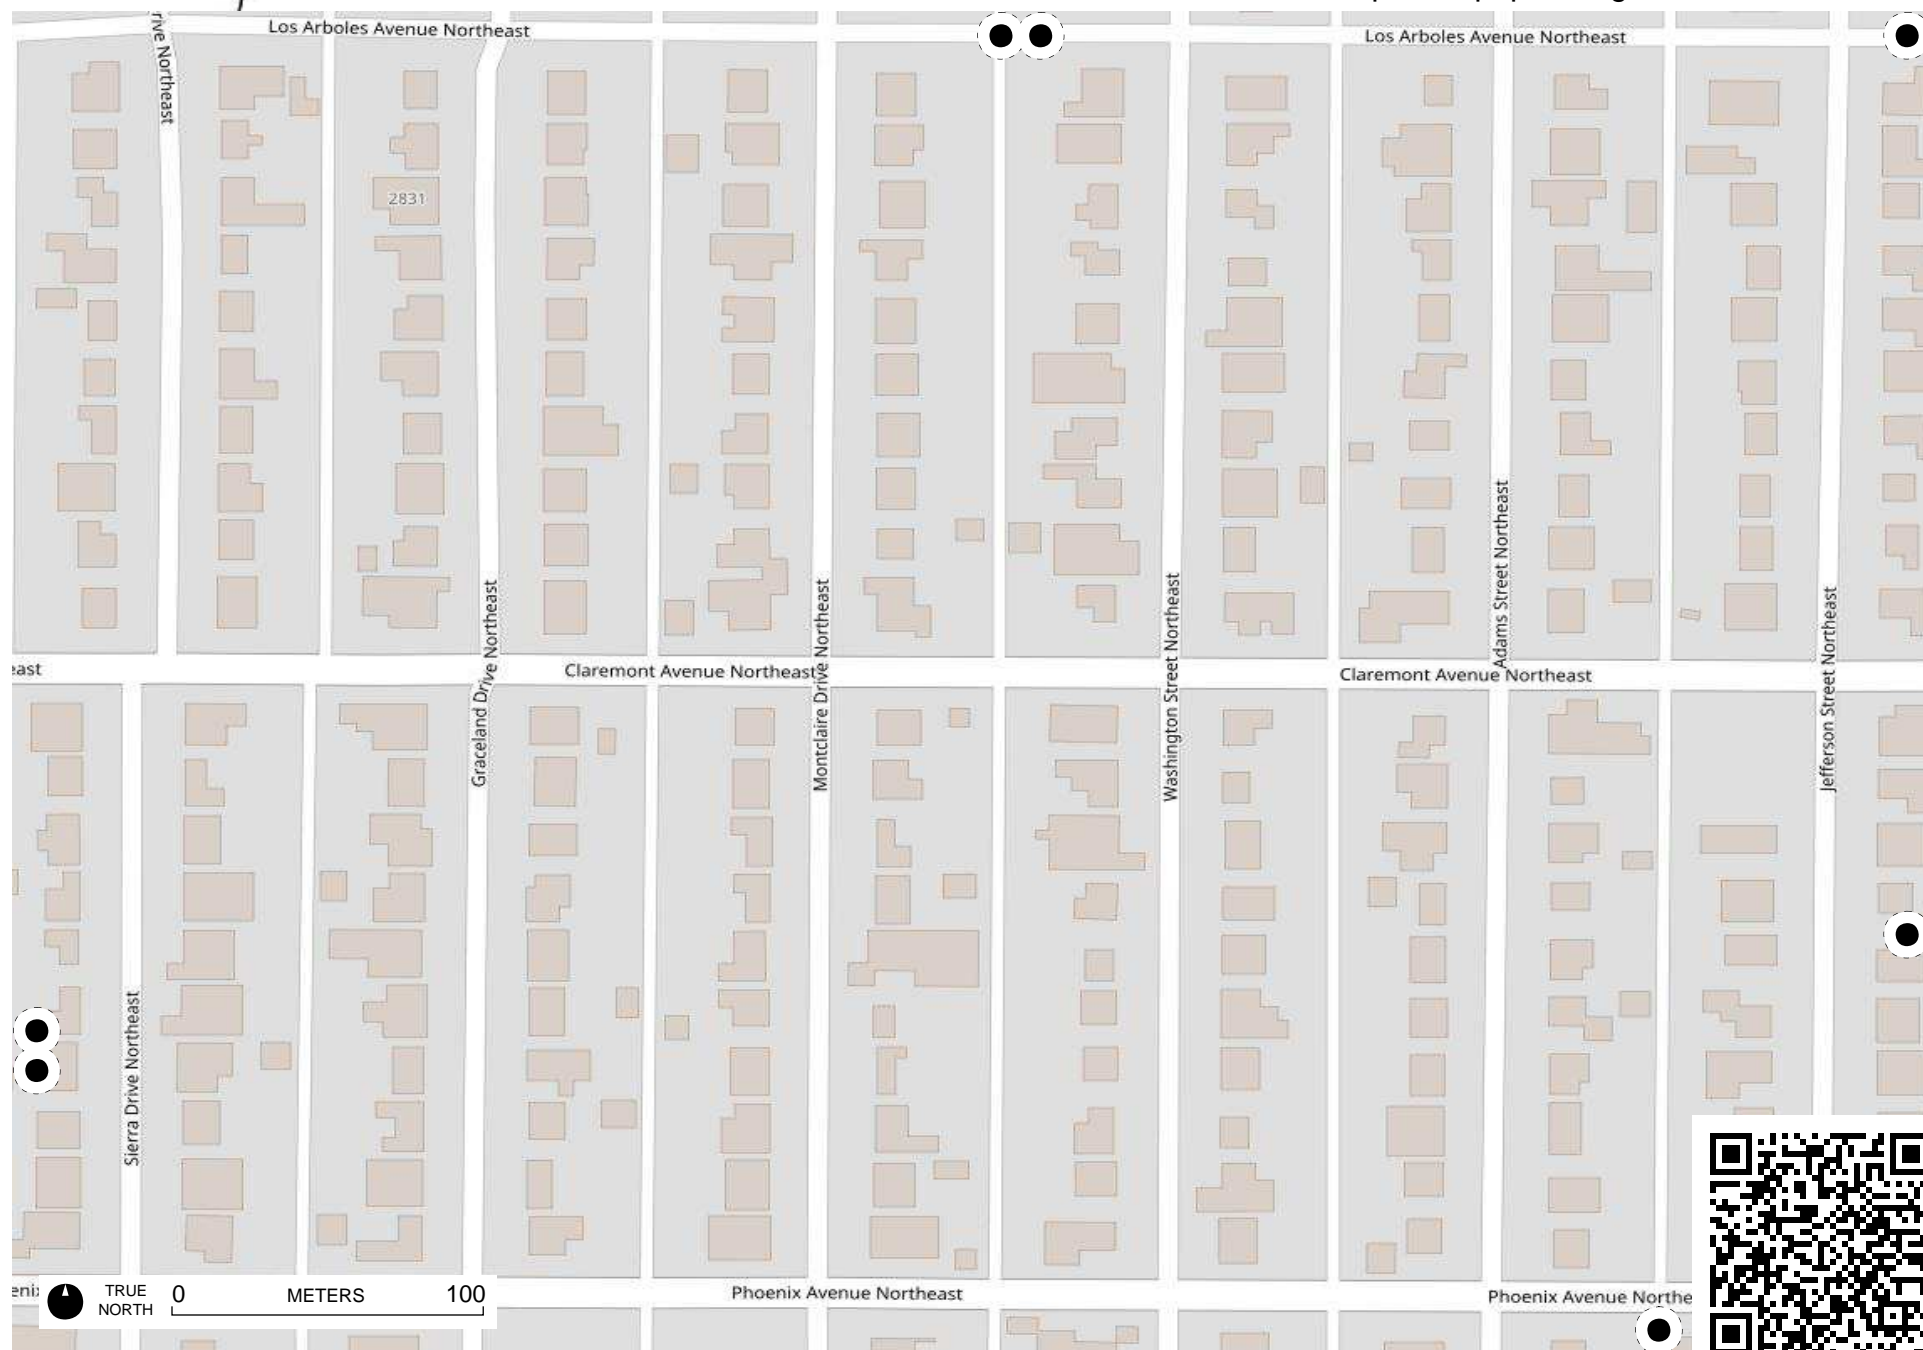 Los Arboles Avenue Northeast
Los Arboles Avenue Northeast
rive Northeast
2831
Adams Street Northeast
Graceland Drive Northeast
Montclaire Drive Northeast
Washington Street Northeast
Jefferson Street Northeast
east
Claremont Avenue Northeast
Claremont Avenue Northeast
Sierra Drive Northeast
TRUE
NORTH
0
METERS
100
Phoenix Avenue Northeast
Phoenix Avenue Northe